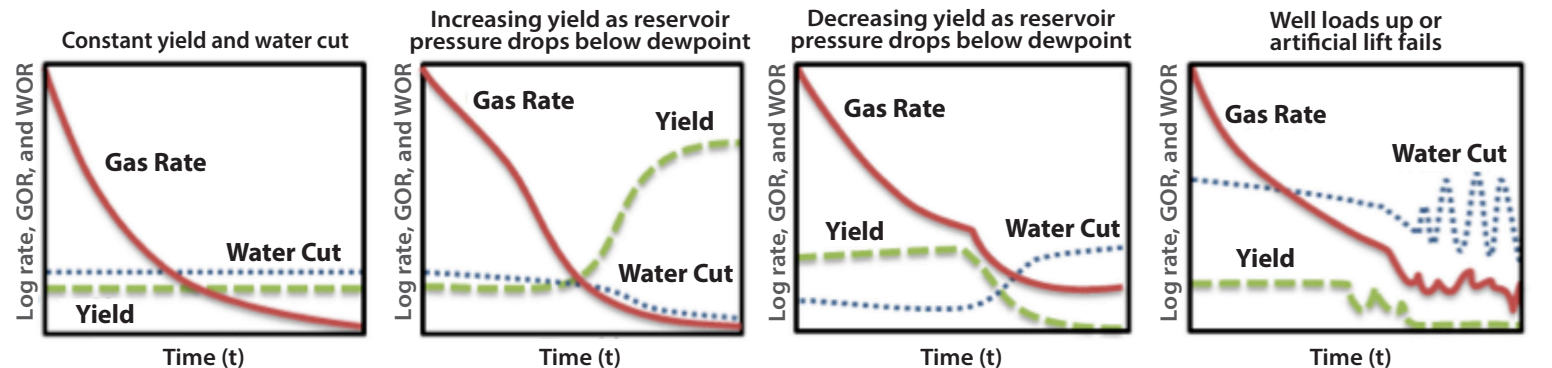 Constant yield and water cut
Log rate, GOR, and WOR
Gas Rate
Water Cut
Yield
Time (t)
Increasing yield as reservoir
pressure drops below dewpoint
Log rate, GOR, and WOR
Gas Rate
Yield
Water Cut
Time (t)
Decreasing yield as reservoir
pressure drops below dewpoint
Log rate, GOR, and WOR
Gas Rate
Yield
Water Cut
Time (t)
Well loads up or
artificial lift fails
Log rate, GOR, and WOR
Gas Rate
Water Cut
Yield
Time (t)